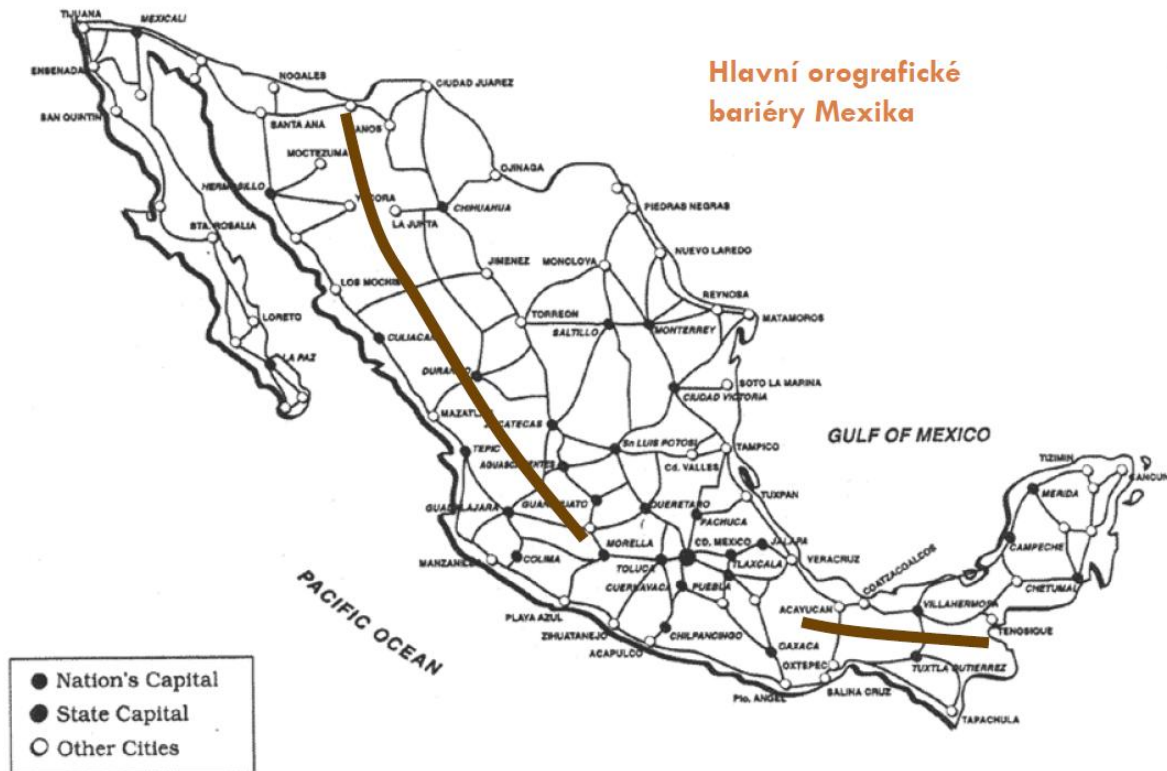 Hlavní orografické
bariéry Mexika
TIJUANA
MEXICALI
ENSENADA
NOGALES
CIUDAD JUAREZ
SAN QUINTIN
SANTA ANA
ANOS
MOCTEZUMA
OJINAGA
HERMOSILLO
LA JUNTA
CHIHUAHUA
PIEDRAS NEGRAS
STA. ROSALIA
NUEVO LAREDO
JIMENEZ
MONCLOVA
LOS MOCHIS
REYNOSA
LORETO
TORREON
SALTILLO
MONTERREY
MATAMOROS
CULIACAN
LA PAZ
SOTO LA MARINA
CIUDAD VICTORIA
MAZATL
GULF OF MEXICO
TEPIC
Sn LUIS POTOSI
TAMPICO
Cd. VALLES
TIZIMIN
CANCUN
MERIDA
TUXPAN
GUADALAJARA
QUERETARO
PACHUCA
CAMPECHE
MORELLA
CD. MEXICO
JALAPA
MANZANILLO
COLIMA
TOLUCA
TLAXCALA
VERACRUZ
COATZACOALCOS
CHETUMAL
CUERNAVACA
PUEBLA
VILLAHERMOSA
PLAYA AZUL
ACAYUCAN
TENOSIQUE
ZIHUATANEJO
CHILPANCINGO
ACAPULCO
OAXACA
OXTEPEC
TUXTLA GUTIERREZ
Pto. ANGEL
SALINA CRUZ
TAPACHULA
PACIFIC OCEAN
Nation's Capital
State Capital
Other Cities